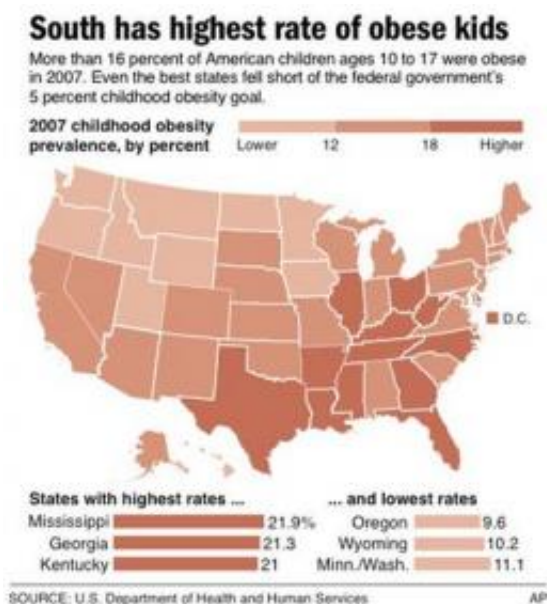 South has highest rate of obese kids
More than 16 percent of American children ages 10 to 17 were obese
in 2007. Even the best states fell short of the federal government's
5 percent childhood obesity goal.
2007 childhood obesity
prevalence, by percent
Lower 12 18 Higher
D.C.
States with highest rates ...
Mississippi 21.9%
Georgia 21.3
Kentucky 21
... and lowest rates
Oregon 9.6
Wyoming 10.2
Minn./Wash. 11.1
SOURCE: U.S. Department of Health and Human Services AP